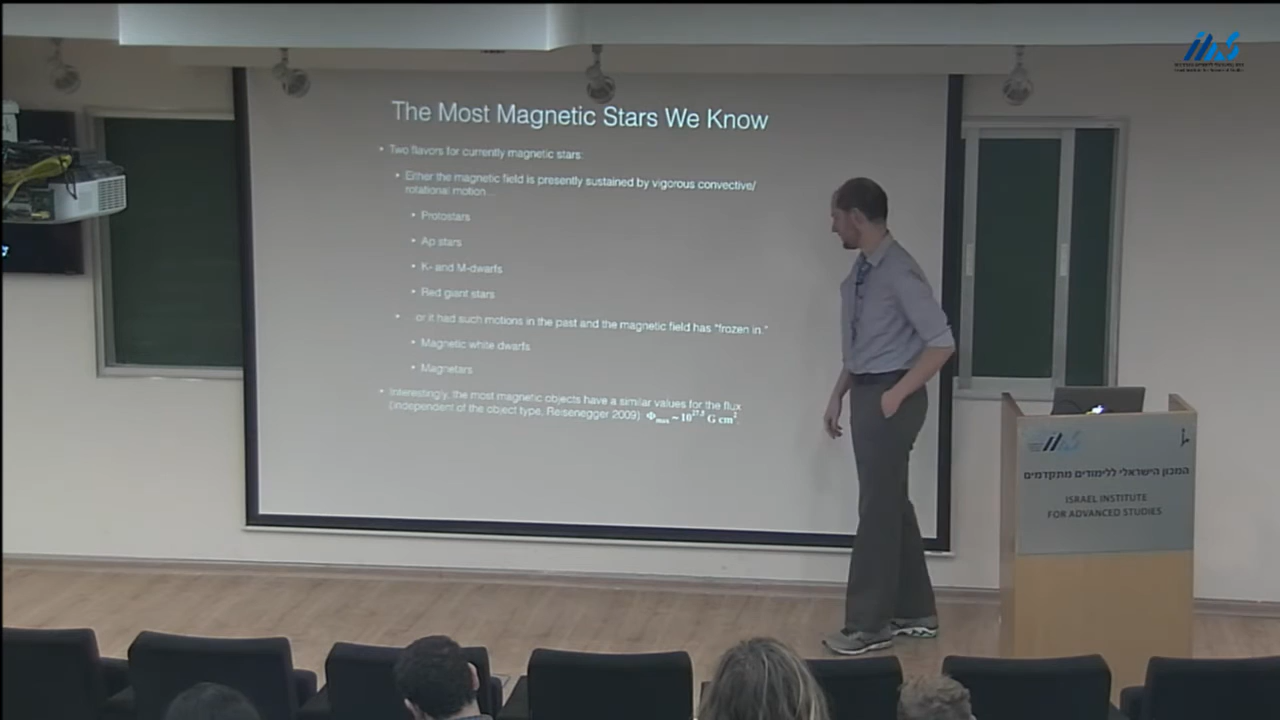 The Most Magnetic Stars We Know
• Two flavors for currently magnetic stars:
• Either the magnetic field is presently sustained by vigorous convective/
rotational motion...
• Protostars
• Ap stars
• K- and M-dwarfs
• Red giant stars
• ...or it had such motions in the past and the magnetic field has "frozen in."
• Magnetic white dwarfs
• Magnetars
• Interestingly, the most magnetic objects have a similar values for the flux
(independent of the object type, Reisenegger 2009): Φmax ~ 10^27.5 G cm^2.
המכון הישראלי ללימודים מתקדמים
ISRAEL INSTITUTE
FOR ADVANCED STUDIES